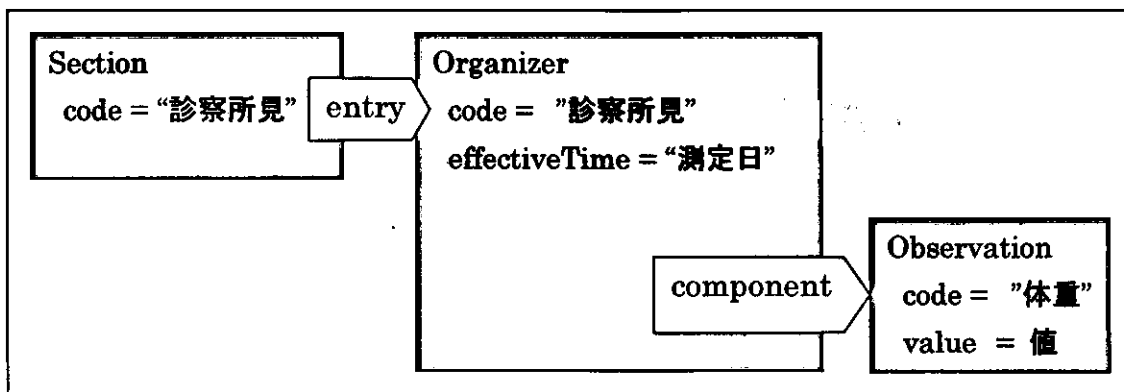 Section
code = “診察所見”
entry
Organizer
code = ”診察所見”
effectiveTime = “測定日”
component
Observation
code = ”体重”
value = 値